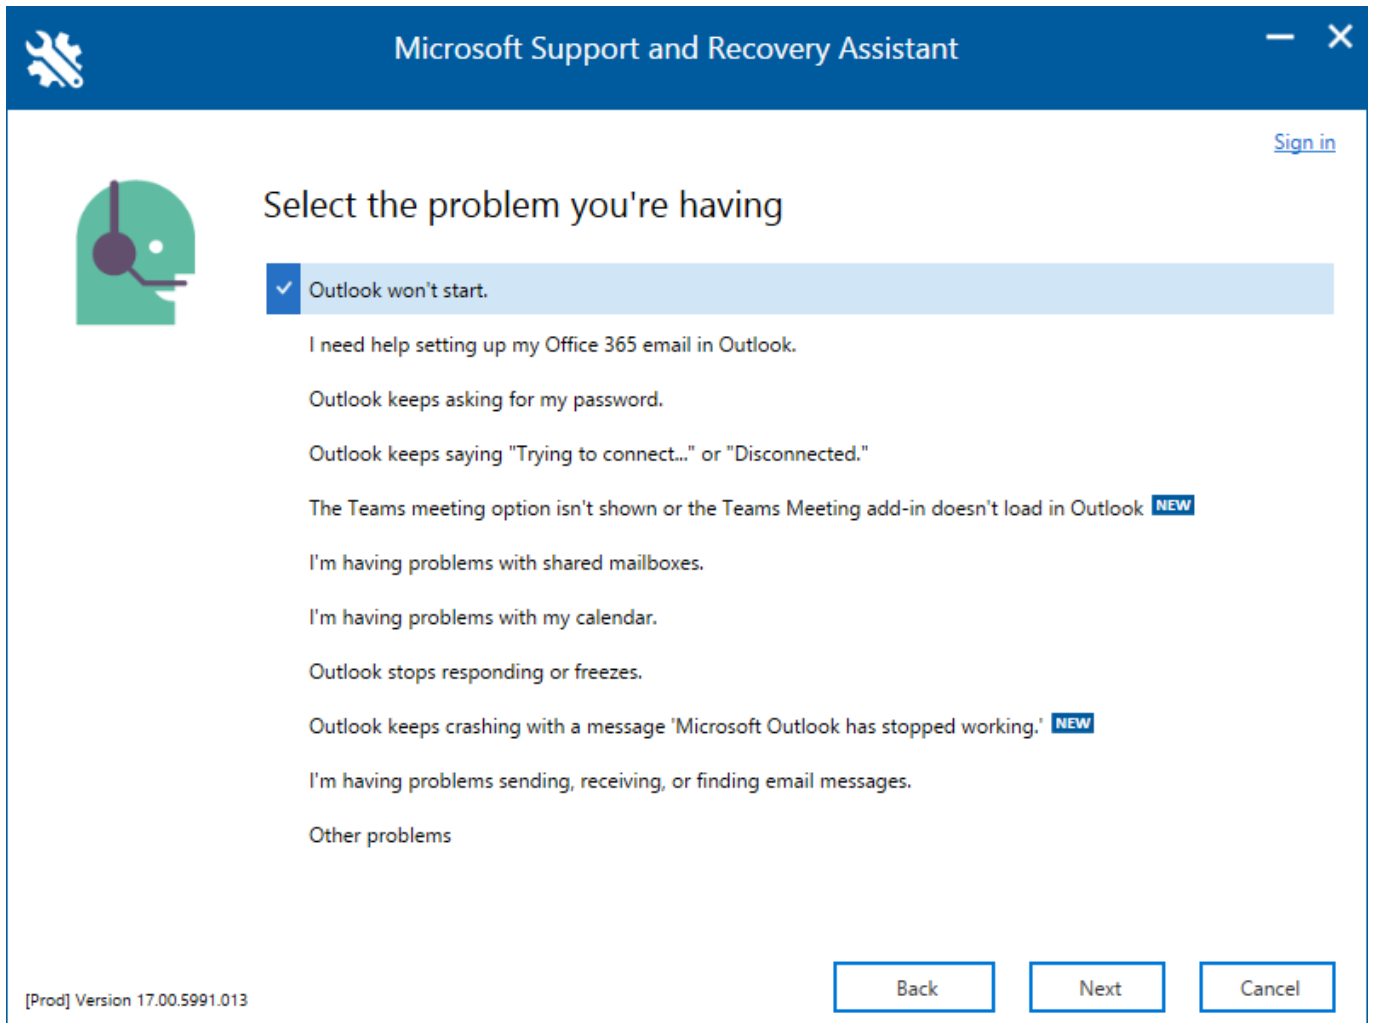 Microsoft Support and Recovery Assistant
Sign in
Select the problem you're having
Outlook won't start.
I need help setting up my Office 365 email in Outlook.
Outlook keeps asking for my password.
Outlook keeps saying "Trying to connect..." or "Disconnected."
The Teams meeting option isn't shown or the Teams Meeting add-in doesn't load in Outlook NEW
I'm having problems with shared mailboxes.
I'm having problems with my calendar.
Outlook stops responding or freezes.
Outlook keeps crashing with a message 'Microsoft Outlook has stopped working.' NEW
I'm having problems sending, receiving, or finding email messages.
Other problems
[Prod] Version 17.00.5991.013
Back Next Cancel